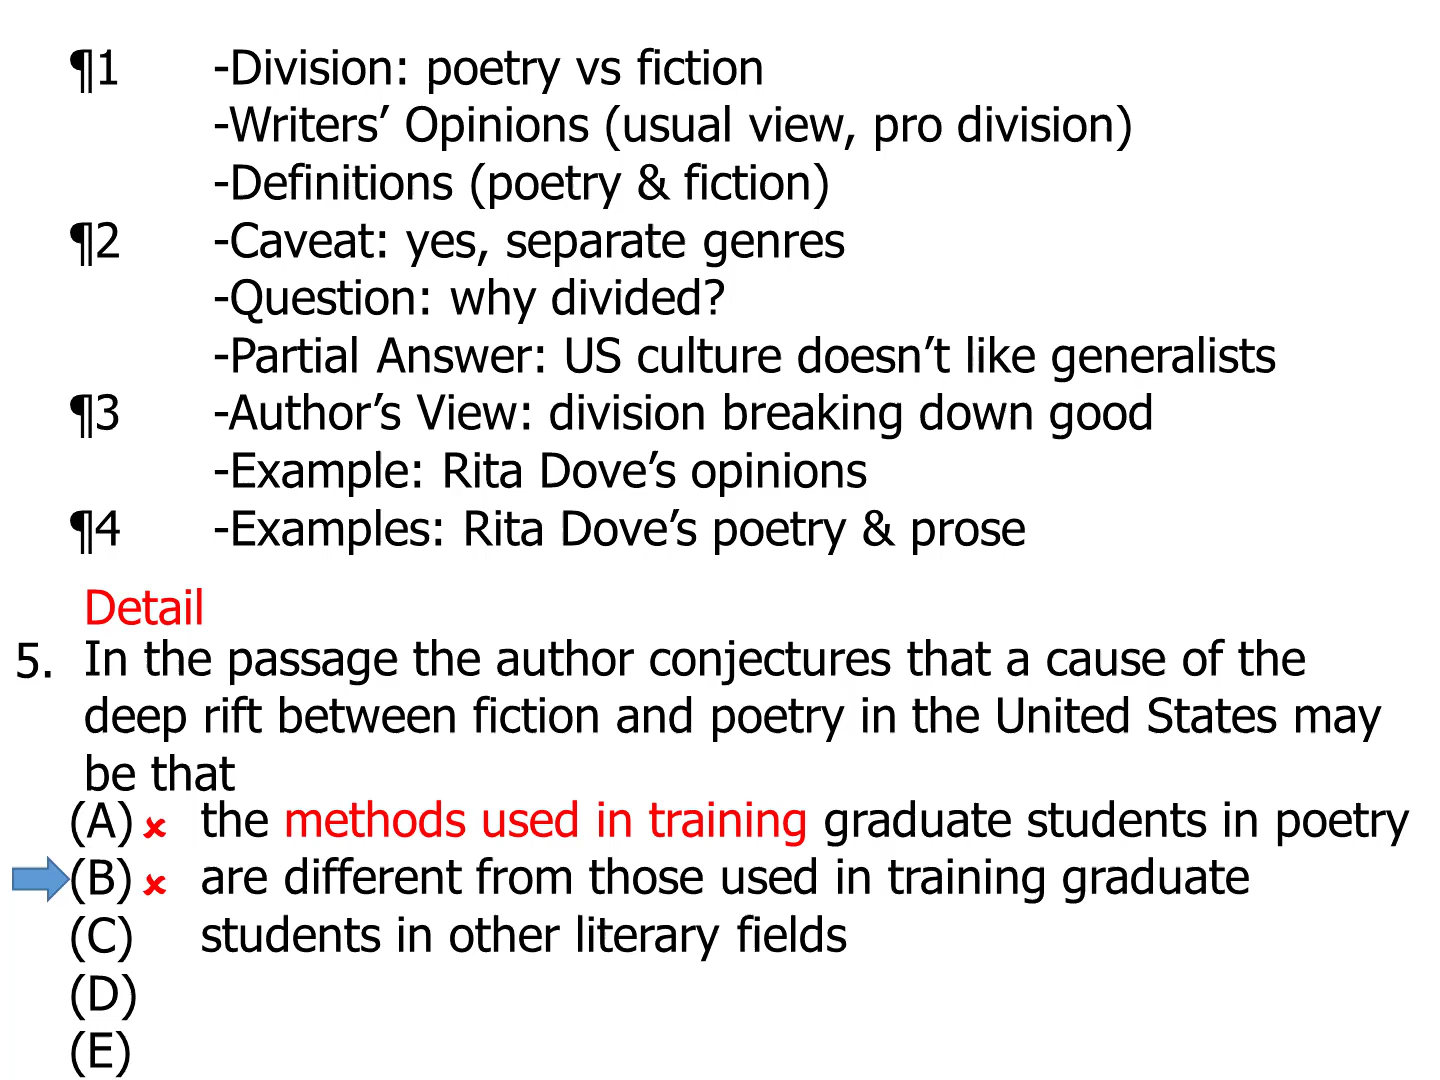 ¶1 -Division: poetry vs fiction
-Writers’ Opinions (usual view, pro division)
-Definitions (poetry & fiction)
¶2 -Caveat: yes, separate genres
-Question: why divided?
-Partial Answer: US culture doesn’t like generalists
¶3 -Author’s View: division breaking down good
-Example: Rita Dove’s opinions
¶4 -Examples: Rita Dove’s poetry & prose
Detail
5. In the passage the author conjectures that a cause of the
deep rift between fiction and poetry in the United States may
be that
(A) × the methods used in training graduate students in poetry
(B) × are different from those used in training graduate
(C) students in other literary fields
(D)
(E)